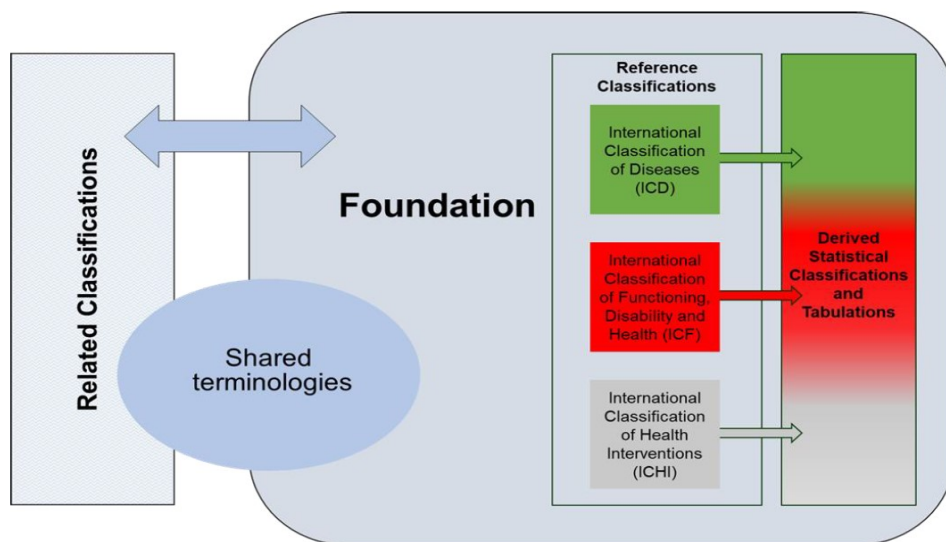 Related Classifications
Foundation
Shared
terminologies
Reference
Classifications
International
Classification
of Diseases
(ICD)
International
Classification
of Functioning,
Disability and
Health (ICF)
International
Classification
of Health
Interventions
(ICHI)
Derived
Statistical
Classifications
and
Tabulations